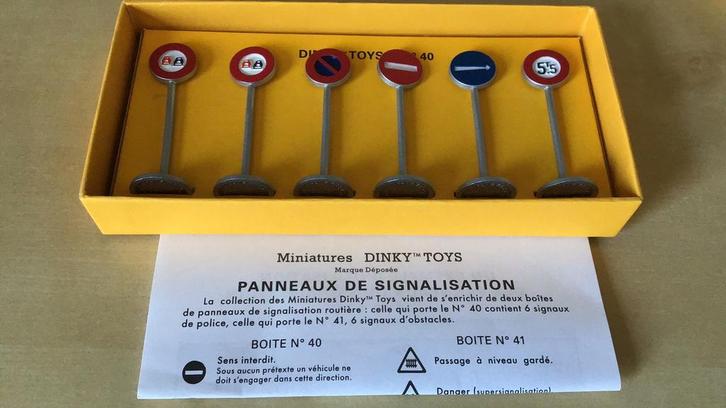 DINKY TOYS N° 40
5T5
Miniatures DINKY™ TOYS
Marque Déposée
PANNEAUX DE SIGNALISATION
La collection des Miniatures Dinky™ Toys vient de s'enrichir de deux boîtes
de panneaux de signalisation routière : celle qui porte le N° 40 contient 6 signaux
de police, celle qui porte le N° 41, 6 signaux d'obstacles.
BOITE N° 40
Sens interdit.
Sous aucun prétexte un véhicule ne
doit s'engager dans cette direction.
BOITE N° 41
Passage à niveau gardé.
Danger (supersignalisation)